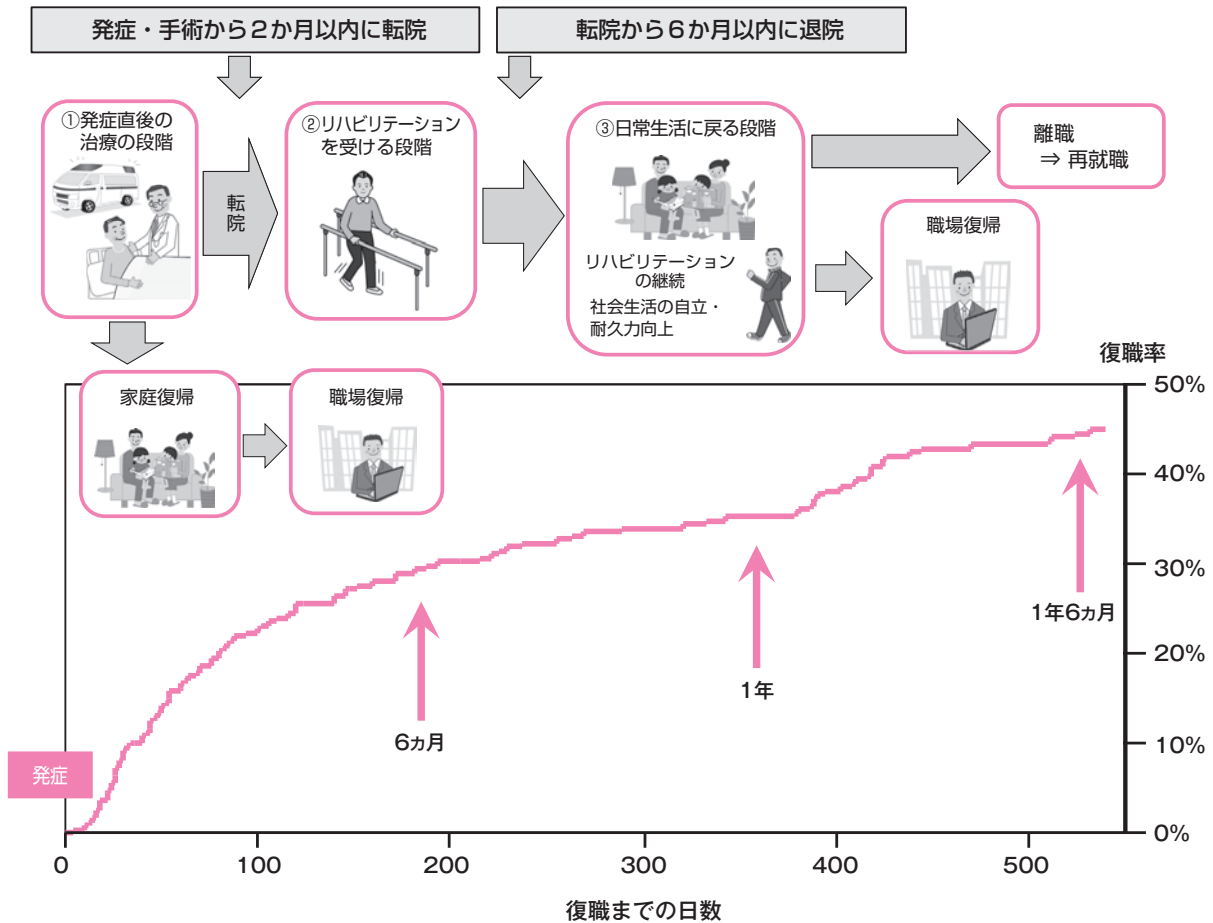 発症・手術から２か月以内に転院
転院から６か月以内に退院
①発症直後の
治療の段階
転院
②リハビリテーション
を受ける段階
③日常生活に戻る段階
リハビリテーション
の継続
社会生活の自立・
耐久力向上
離職
⇒ 再就職
職場復帰
家庭復帰
職場復帰
復職率
50%
40%
30%
20%
10%
0%
発症
6ヵ月
1年
1年6ヵ月
0
100
200
300
400
500
復職までの日数